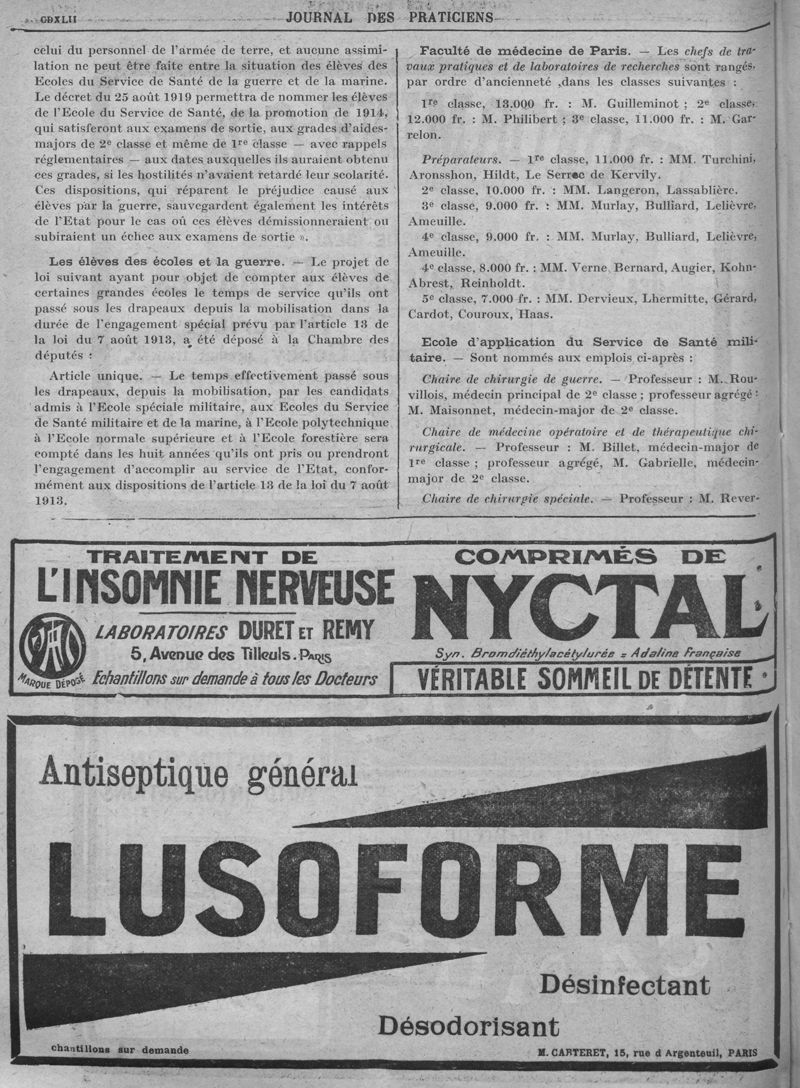 CDXLII
JOURNAL DES PRATICIENS
celui du personnel de l'armée de terre, et aucune assimi-
lation ne peut être faite entre la situation des élèves des
Ecoles du Service de Santé de la guerre et de la marine.
Le décret du 25 août 1919 permettra de nommer les élèves
de l'Ecole du Service de Santé, de la promotion de 1914,
qui satisferont aux examens de sortie, aux grades d'aides-
majors de 2e classe et même de 1re classe — avec rappels
réglementaires — aux dates auxquelles ils auraient obtenu
ces grades, si les hostilités n'avaient retardé leur scolarité.
Ces dispositions, qui réparent le préjudice causé aux
élèves par la guerre, sauvegardent également les intérêts
de l'Etat pour le cas où ces élèves démissionneraient ou
subiraient un échec aux examens de sortie ».
Les élèves des écoles et la guerre. — Le projet de
loi suivant ayant pour objet de compter aux élèves de
certaines grandes écoles le temps de service qu'ils ont
passé sous les drapeaux depuis la mobilisation dans la
durée de l'engagement spécial prévu par l'article 13 de
la loi du 7 août 1913, a été déposé à la Chambre des
députés :
Article unique. — Le temps effectivement passé sous
les drapeaux, depuis la mobilisation, par les candidats
admis à l'Ecole spéciale militaire, aux Ecoles du Service
de Santé militaire et de la marine, à l'Ecole polytechnique
à l'Ecole normale supérieure et à l'Ecole forestière sera
compté dans les huit années qu'ils ont pris ou prendront
l'engagement d'accomplir au service de l'Etat, confor-
mément aux dispositions de l'article 13 de la loi du 7 août
1913.
Faculté de médecine de Paris. — Les chefs de tra-
vaux pratiques et de laboratoires de recherches sont rangés,
par ordre d'ancienneté ,dans les classes suivantes :
1re classe, 13.000 fr. : M. Guilleminot ; 2e classe,
12.000 fr. : M. Philibert ; 3e classe, 11.000 fr. : M. Gar-
relon.
Préparateurs. — 1re classe, 11.000 fr. : MM. Turchini,
Aronsshon, Hildt, Le Serrec de Kervily.
2e classe, 10.000 fr. : MM. Langeron, Lassablière.
3e classe, 9.000 fr. : MM. Murlay, Bulliard, Lelièvre,
Ameuille.
4e classe, 9.000 fr. : MM. Murlay, Bulliard, Lelièvre,
Ameuille.
4e classe, 8.000 fr. : MM. Verne, Bernard, Augier, Kohn-
Abrest, Reinholdt.
5e classe, 7.000 fr. : MM. Dervieux, Lhermitte, Gérard,
Cardot, Couroux, Haas.
Ecole d'application du Service de Santé mili-
taire. — Sont nommés aux emplois ci-après :
Chaire de chirurgie de guerre. — Professeur : M. Rou-
villois, médecin principal de 2e classe ; professeur agrégé :
M. Maisonnet, médecin-major de 2e classe.
Chaire de médecine opératoire et de thérapeutique chi-
rurgicale. — Professeur : M. Billet, médecin-major de
1re classe ; professeur agrégé, M. Gabrielle, médecin-
major de 2e classe.
Chaire de chirurgie spéciale. — Professeur : M. Rever-
TRAITEMENT DE
L'INSOMNIE NERVEUSE
LABORATOIRES DURET ET REMY
5, Avenue des Tilleuls. PARIS
MARQUE DÉPOSÉE
Echantillons sur demande à tous les Docteurs
COMPRIMÉS DE
NYCTAL
Syn. Bromdiéthylacétylurée = Adaline Française
VÉRITABLE SOMMEIL DE DÉTENTE
Antiseptique général
LUSOFORME
Désinfectant
Désodorisant
chantillons sur demande
M. CARTERET, 15, rue d Argenteuil, PARIS